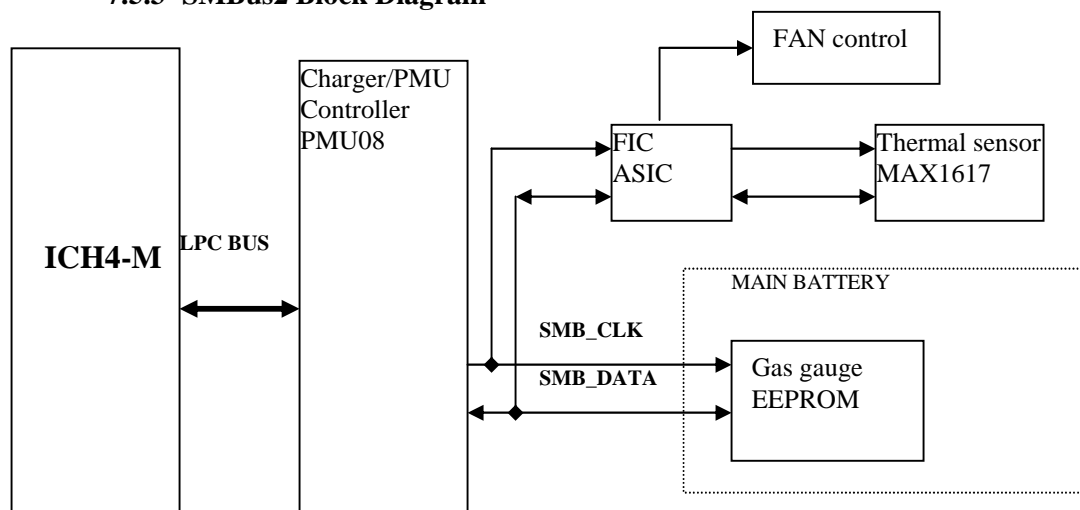 7.5.5 SMBus2 Block Diagram
FAN control
Charger/PMU
Controller
PMU08
FIC
ASIC
Thermal sensor
MAX1617
ICH4-M
LPC BUS
MAIN BATTERY
SMB_CLK
SMB_DATA
Gas gauge
EEPROM